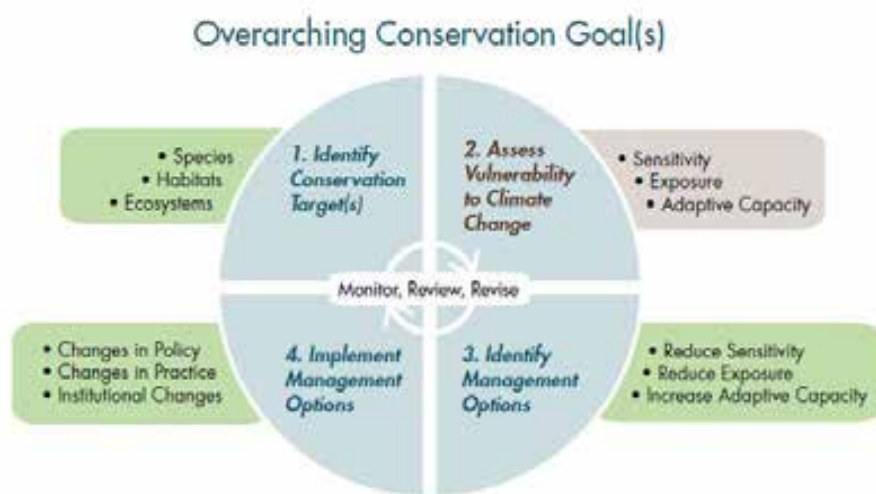 Overarching Conservation Goal(s)
• Species
• Habitats
• Ecosystems
1. Identify
Conservation
Target(s)
2. Assess
Vulnerability
to Climate
Change
• Sensitivity
• Exposure
• Adaptive Capacity
Monitor, Review, Revise
• Changes in Policy
• Changes in Practice
• Institutional Changes
4. Implement
Management
Options
3. Identify
Management
Options
• Reduce Sensitivity
• Reduce Exposure
• Increase Adaptive Capacity